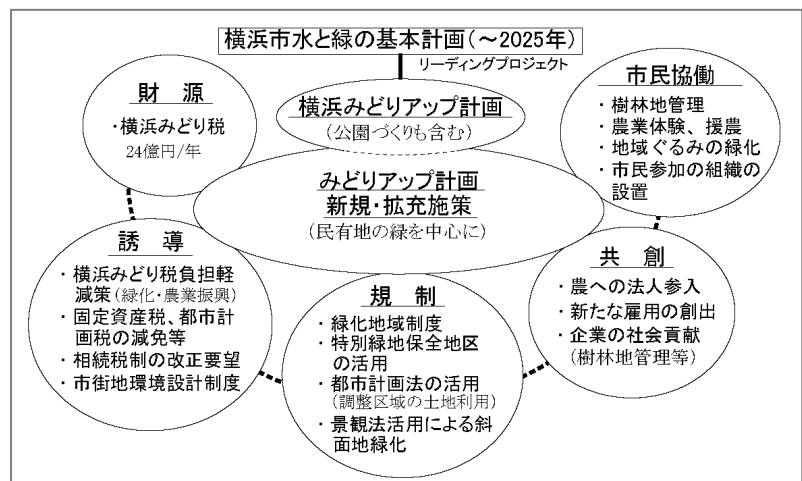 横浜市水と緑の基本計画(~2025年)
リーディングプロジェクト
横浜みどりアップ計画
(公園づくりも含む)
みどりアップ計画
新規・拡充施策
(民有地の緑を中心に)
財 源
・横浜みどり税
24億円/年
市民協働
・樹林地管理
・農業体験、援農
・地域ぐるみの緑化
・市民参加の組織の
設置
誘 導
・横浜みどり税負担軽
減策(緑化・農業振興)
・固定資産税、都市計
画税の減免等
・相続税制の改正要望
・市街地環境設計制度
規 制
・緑化地域制度
・特別緑地保全地区
の活用
・都市計画法の活用
(調整区域の土地利用)
・景観法活用による斜
面地緑化
共 創
・農への法人参入
・新たな雇用の創出
・企業の社会貢献
(樹林地管理等)